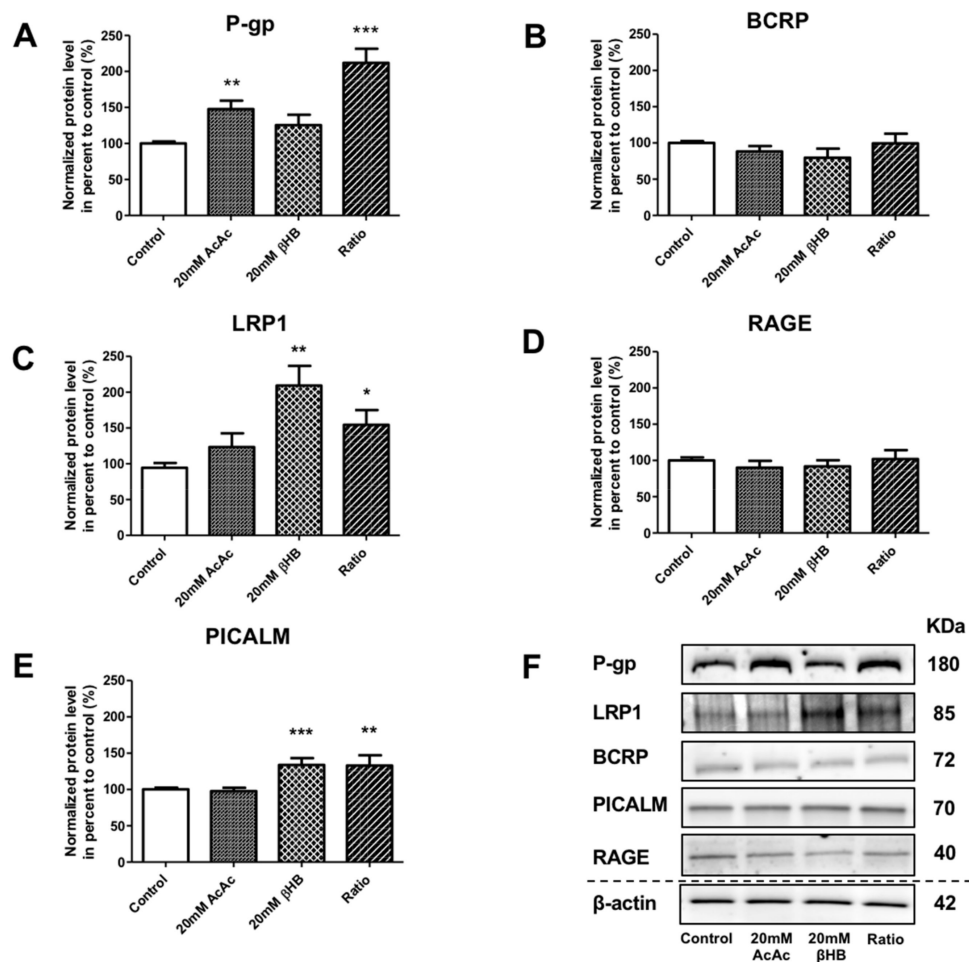 A
P-gp
Normalized protein level
in percent to control (%)
250
200
150
100
50
0
**
***
Control
20mM AcAc
20mM βHB
Ratio
B
BCRP
Normalized protein level
in percent to control (%)
250
200
150
100
50
0
Control
20mM AcAc
20mM βHB
Ratio
C
LRP1
Normalized protein level
in percent to control (%)
250
200
150
100
50
0
**
*
Control
20mM AcAc
20mM βHB
Ratio
D
RAGE
Normalized protein level
in percent to control (%)
250
200
150
100
50
0
Control
20mM AcAc
20mM βHB
Ratio
E
PICALM
Normalized protein level
in percent to control (%)
250
200
150
100
50
0
***
**
Control
20mM AcAc
20mM βHB
Ratio
F
KDa
P-gp 180
LRP1 85
BCRP 72
PICALM 70
RAGE 40
β-actin 42
Control 20mM AcAc 20mM βHB Ratio